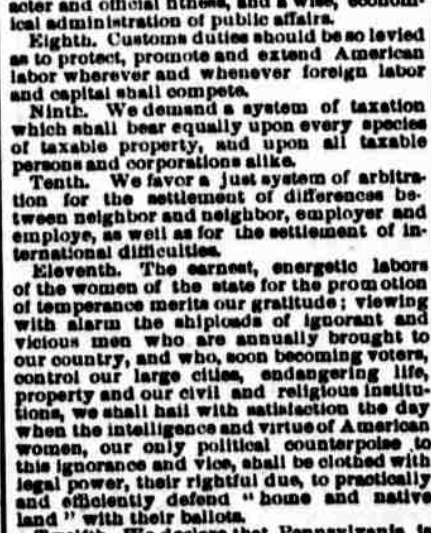 acter and official fitness, and a wise, econom-
ical administration of public affairs.
Eighth. Customs duties should be so levied
as to protect, promote and extend American
labor wherever and whenever foreign labor
and capital shall compete.
Ninth. We demand a system of taxation
which shall bear equally upon every species
of taxable property, and upon all taxable
persons and corporations alike.
Tenth. We favor a just system of arbitra-
tion for the settlement of differences be-
tween neighbor and neighbor, employer and
employe, as well as for the settlement of in-
ternational difficulties.
Eleventh. The earnest, energetic labors
of the women of the state for the promotion
of temperance merits our gratitude; viewing
with alarm the shiploads of ignorant and
vicious men who are annually brought to
our country, and who, soon becoming voters,
control our large cities, endangering life,
property and our civil and religious institu-
tions, we shall hail with satisfaction the day
when the intelligence and virtue of American
women, our only political counterpoise to
this ignorance and vice, shall be clothed with
legal power, their rightful due, to practically
and efficiently defend "home and native
land" with their ballots.
Twelfth. We declare that Pennsylvania is